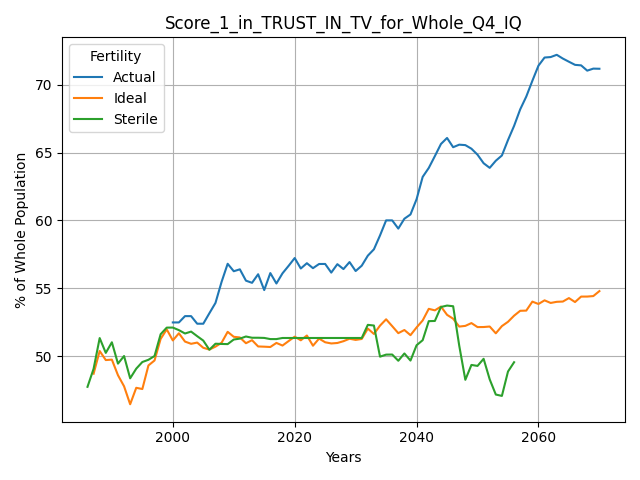 Score_1_in_TRUST_IN_TV_for_Whole_Q4_IQ
Fertility
Actual
Ideal
Sterile
% of Whole Population
70
65
60
55
50
2000
2020
2040
2060
Years